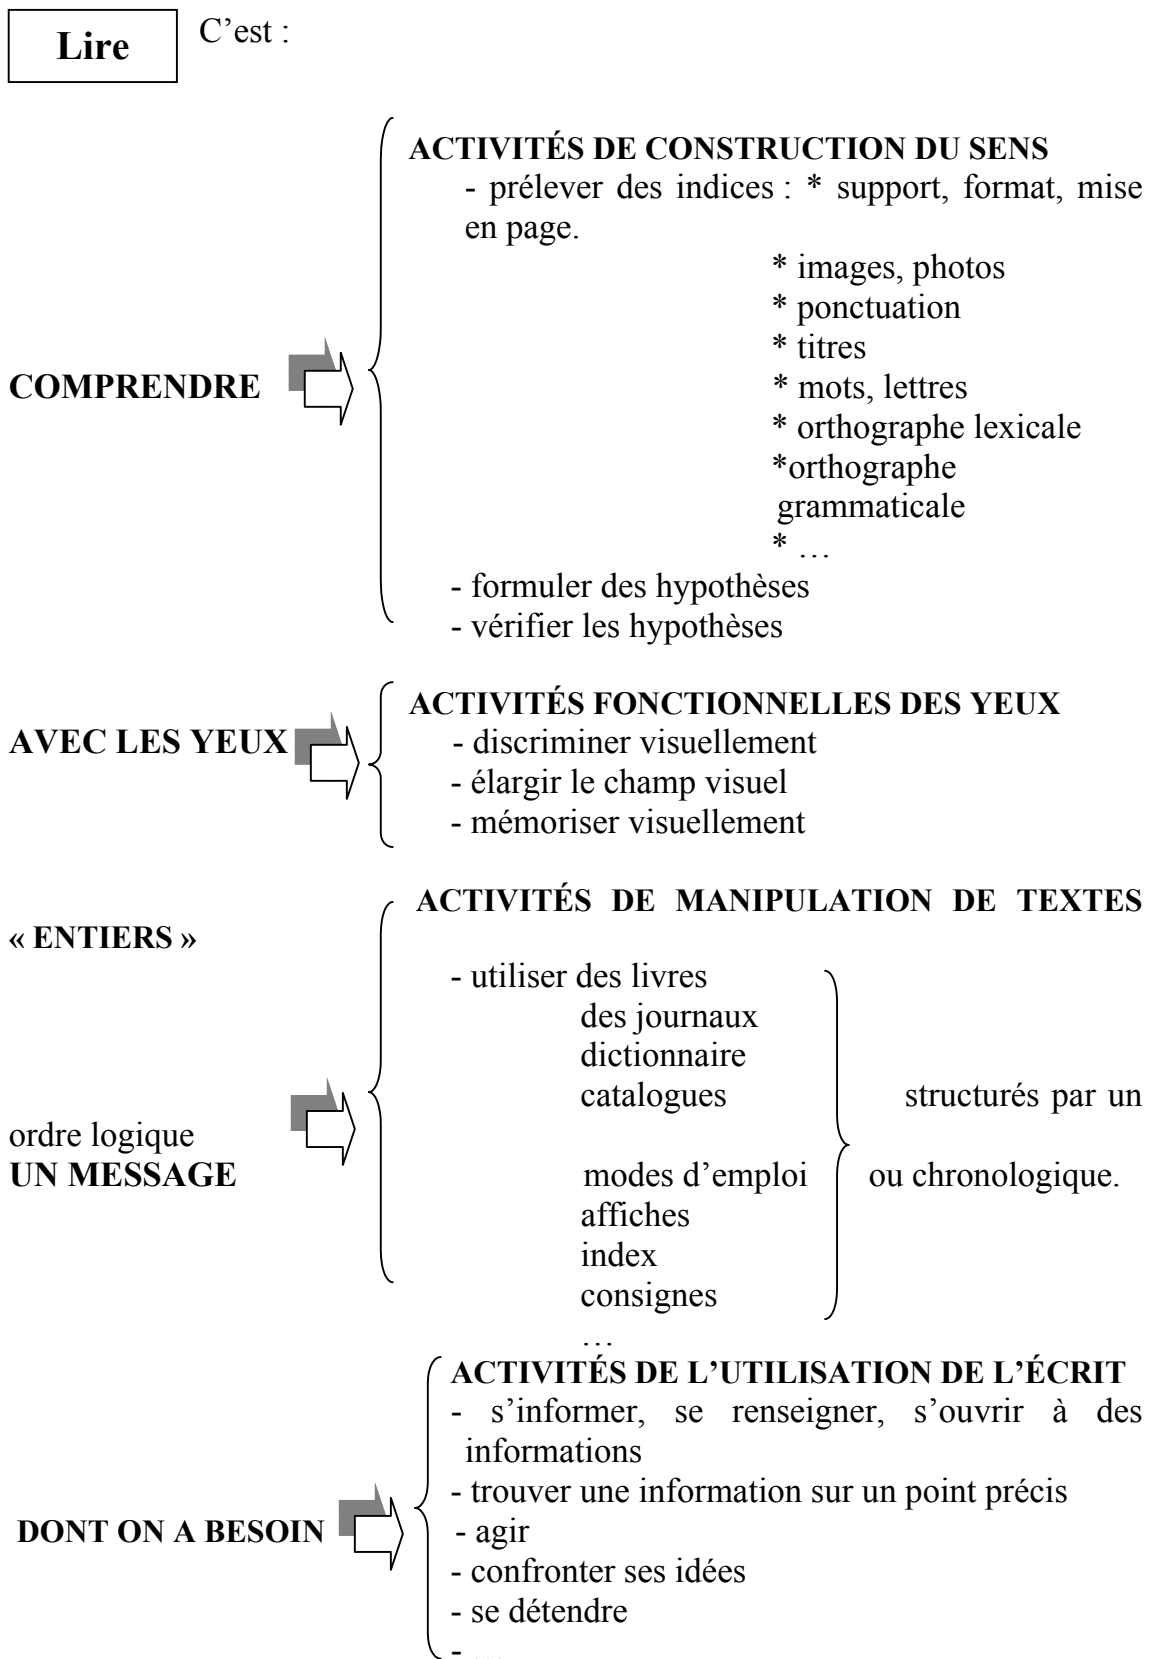 Lire C’est :
ACTIVITÉS DE CONSTRUCTION DU SENS
- prélever des indices : * support, format, mise
en page.
* images, photos
* ponctuation
* titres
COMPRENDRE * mots, lettres
* orthographe lexicale
*orthographe
grammaticale
* …
- formuler des hypothèses
- vérifier les hypothèses
ACTIVITÉS FONCTIONNELLES DES YEUX
AVEC LES YEUX - discriminer visuellement
- élargir le champ visuel
- mémoriser visuellement
ACTIVITÉS DE MANIPULATION DE TEXTES
« ENTIERS »
- utiliser des livres
des journaux
dictionnaire
catalogues structurés par un
ordre logique
UN MESSAGE modes d’emploi ou chronologique.
affiches
index
consignes
…
ACTIVITÉS DE L’UTILISATION DE L’ÉCRIT
- s’informer, se renseigner, s’ouvrir à des
informations
- trouver une information sur un point précis
DONT ON A BESOIN - agir
- confronter ses idées
- se détendre
- …